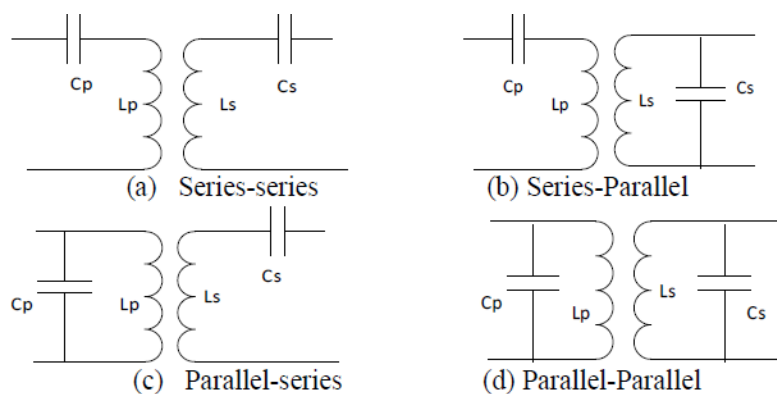 Cp
Lp
Ls
Cs
(a) Series-series
Cp
Lp
Ls
Cs
(b) Series-Parallel
Cp
Lp
Ls
Cs
(c) Parallel-series
Cp
Lp
Ls
Cs
(d) Parallel-Parallel